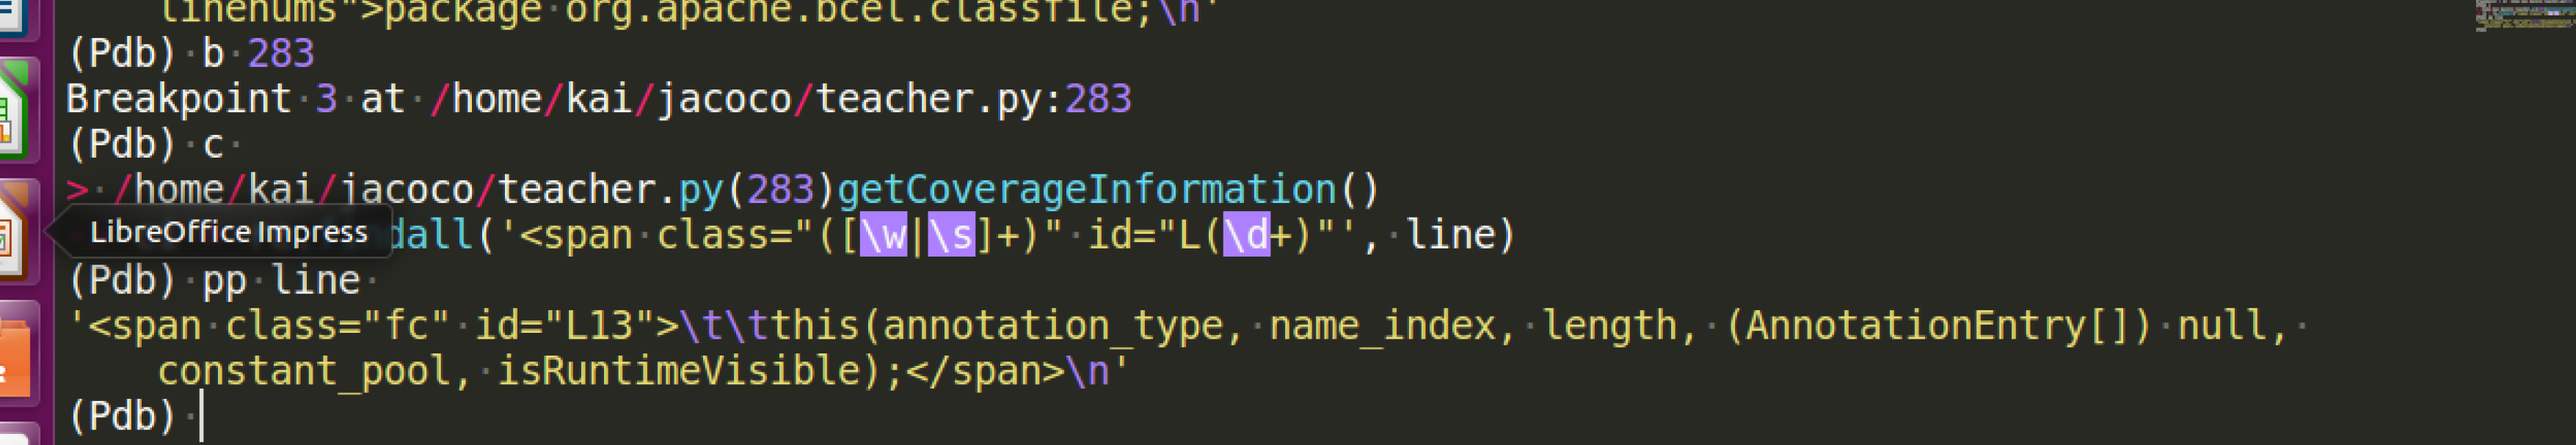 linenums">package org.apache.bcel.classfile;\n'
(Pdb) b 283
Breakpoint 3 at /home/kai/jacoco/teacher.py:283
(Pdb) c
> /home/kai/jacoco/teacher.py(283)getCoverageInformation()
LibreOffice Impress
dall('<span class="([\w|\s]+)" id="L(\d+)"', line)
(Pdb) pp line
'<span class="fc" id="L13">\t\tthis(annotation_type, name_index, length, (AnnotationEntry[]) null,
constant_pool, isRuntimeVisible);</span>\n'
(Pdb)